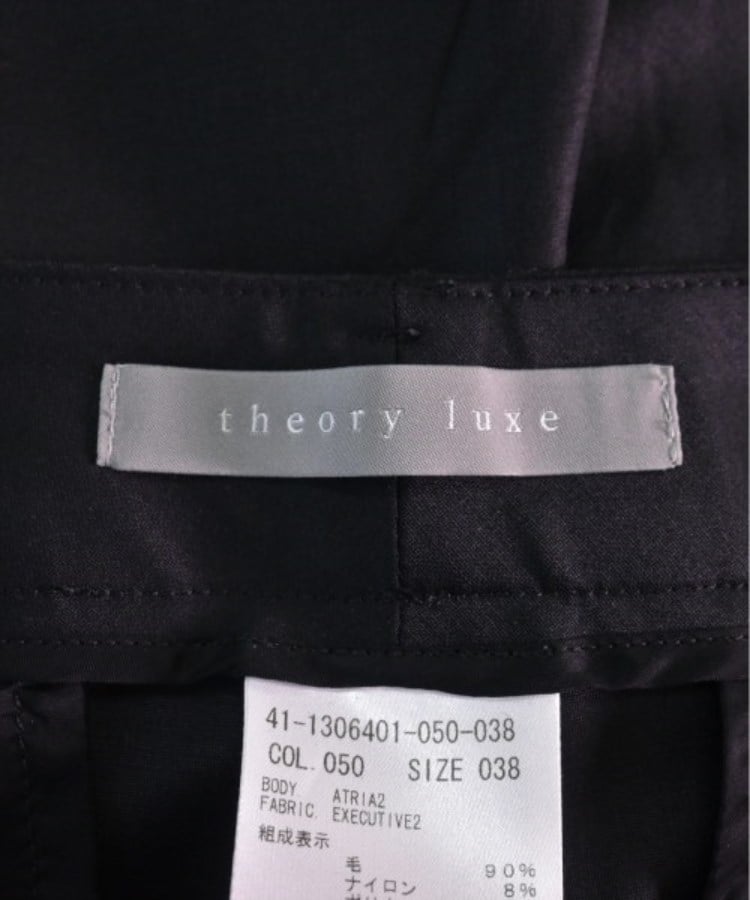 theory luxe
41-1306401-050-038
COL. 050 SIZE 038
BODY ATRIA2
FABRIC. EXECUTIVE2
組成表示
毛 90%
ナイロン 8%